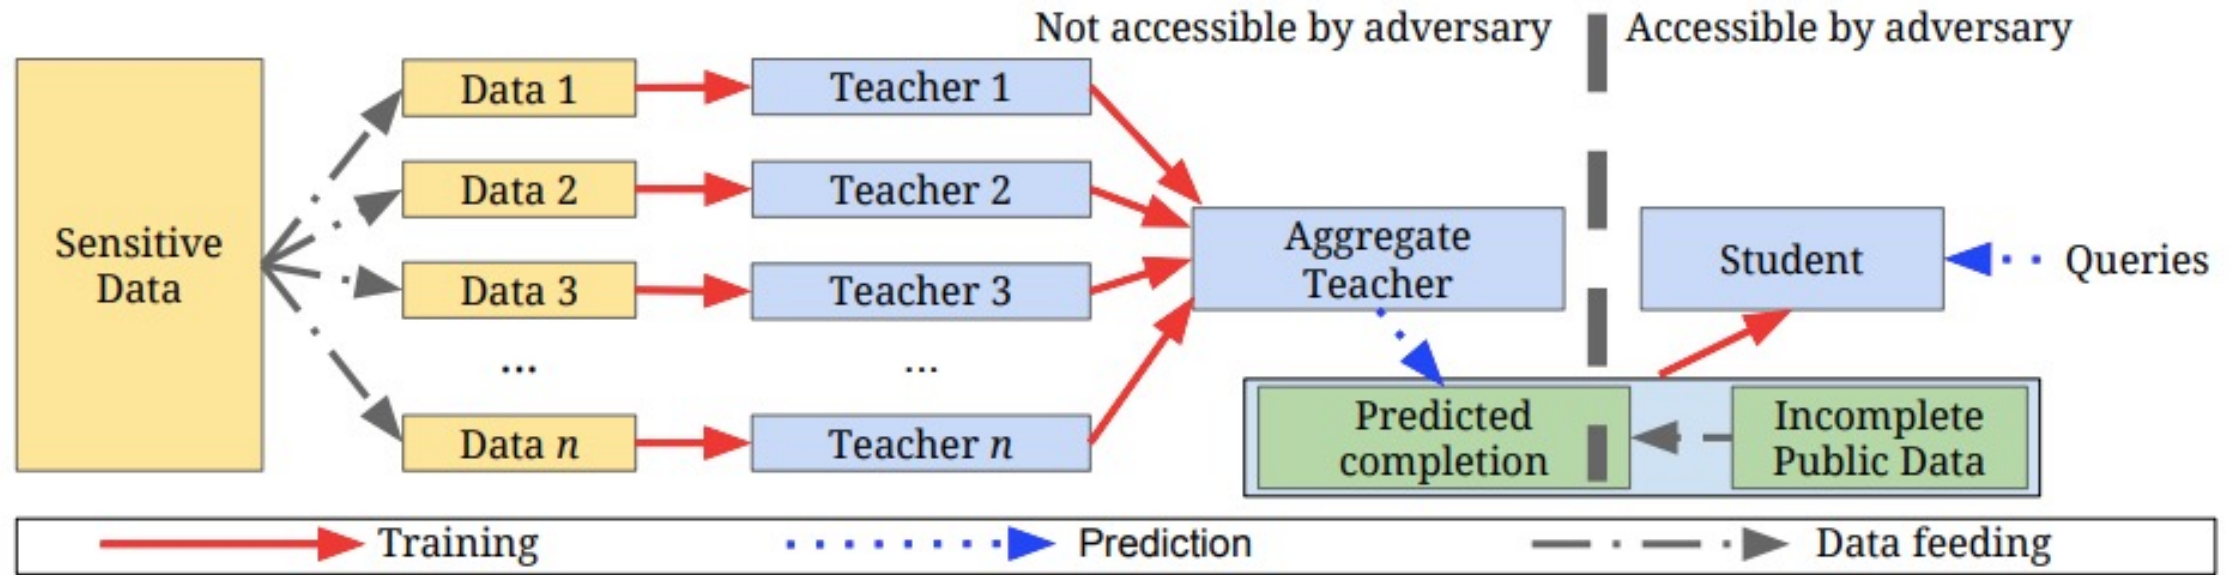 Not accessible by adversary
Accessible by adversary
Sensitive
Data
Data 1
Teacher 1
Data 2
Teacher 2
Data 3
Teacher 3
...
...
Data n
Teacher n
Aggregate
Teacher
Student
Queries
Predicted
completion
Incomplete
Public Data
Training
Prediction
Data feeding